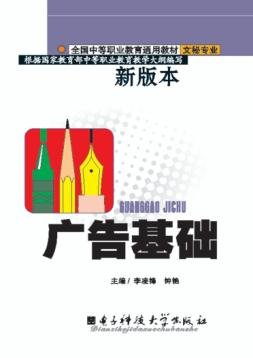 全国中等职业教育通用教材 文秘专业
根据国家教育部中等职业教育教学大纲编写
新版本
GUANGGAO JICHU
广告基础
主编/李凌锋 钟艳
电子科技大学出版社
Dianzikejidaxuechubanshe